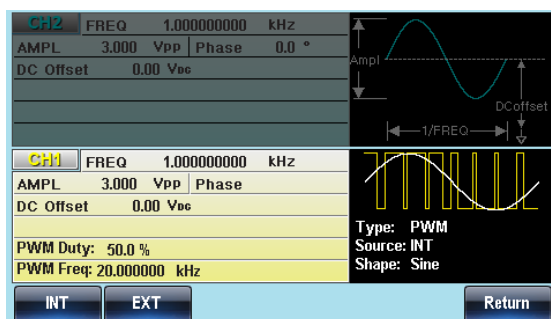 CH2 FREQ 1.000000000 kHz
AMPL 3.000 Vpp Phase 0.0 °
DC Offset 0.00 VDC
Ampl
DCoffset
1/FREQ
CH1 FREQ 1.000000000 kHz
AMPL 3.000 Vpp Phase
DC Offset 0.00 VDC
PWM Duty: 50.0 %
PWM Freq: 20.000000 kHz
Type: PWM
Source: INT
Shape: Sine
INT EXT Return